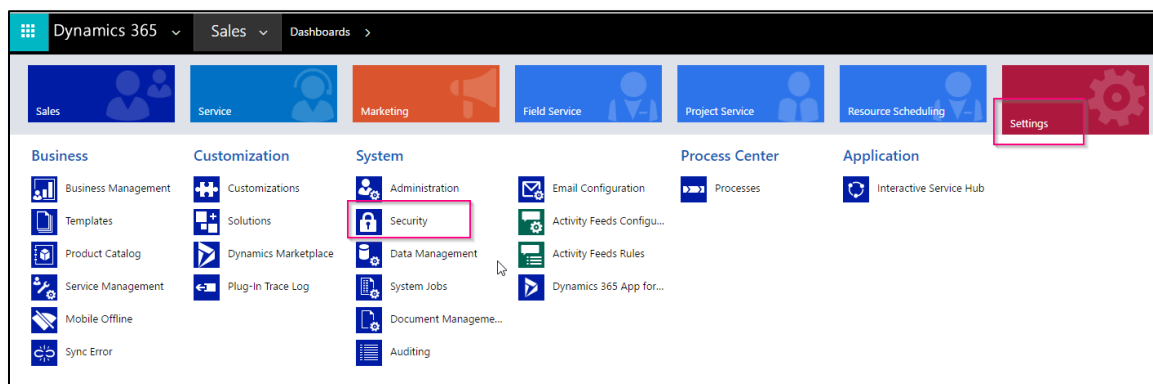 Dynamics 365 Sales Dashboards >
Sales Service Marketing Field Service Project Service Resource Scheduling Settings
Business Customization System Process Center Application
Business Management Customizations Administration Email Configuration Processes Interactive Service Hub
Templates Solutions Security Activity Feeds Configu...
Product Catalog Dynamics Marketplace Data Management Activity Feeds Rules
Service Management Plug-In Trace Log System Jobs Dynamics 365 App for...
Mobile Offline Document Manageme...
Sync Error Auditing